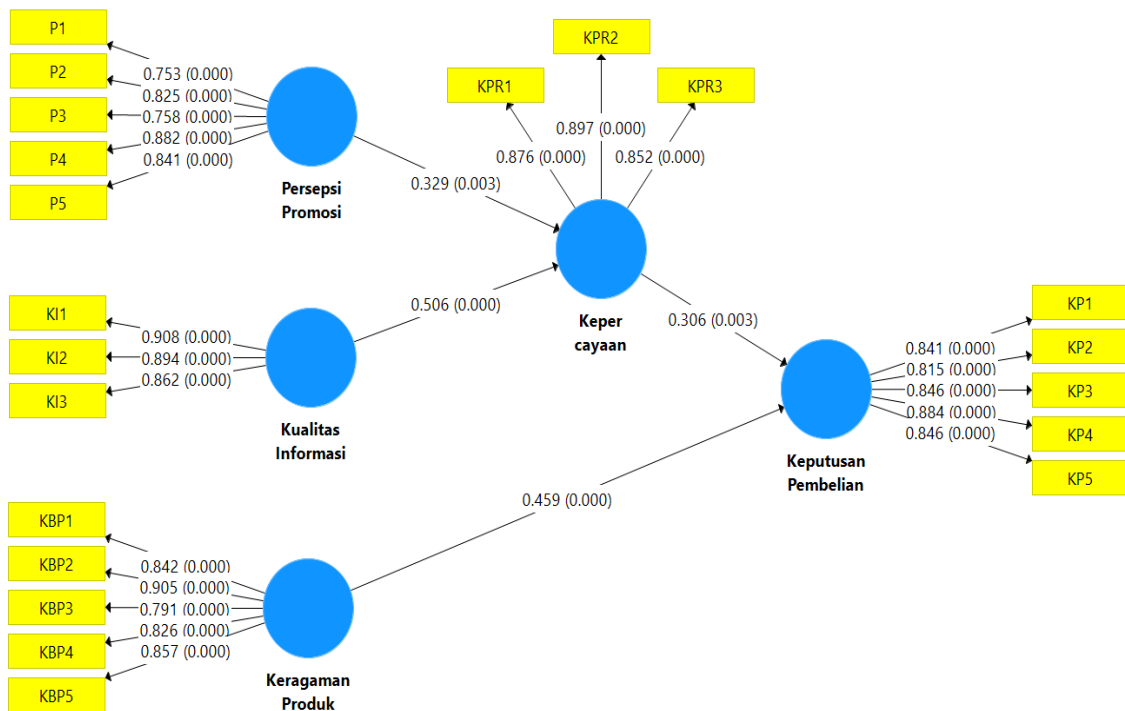 P1
P2
P3
P4
P5
0.753 (0.000)
0.825 (0.000)
0.758 (0.000)
0.882 (0.000)
0.841 (0.000)
Persepsi
Promosi
KPR1
KPR2
KPR3
0.876 (0.000)
0.897 (0.000)
0.852 (0.000)
0.329 (0.003)
Keper
cayaan
KI1
KI2
KI3
0.908 (0.000)
0.894 (0.000)
0.862 (0.000)
Kualitas
Informasi
0.506 (0.000)
0.306 (0.003)
KP1
KP2
KP3
KP4
KP5
0.841 (0.000)
0.815 (0.000)
0.846 (0.000)
0.884 (0.000)
0.846 (0.000)
Keputusan
Pembelian
KBP1
KBP2
KBP3
KBP4
KBP5
0.842 (0.000)
0.905 (0.000)
0.791 (0.000)
0.826 (0.000)
0.857 (0.000)
Keragaman
Produk
0.459 (0.000)